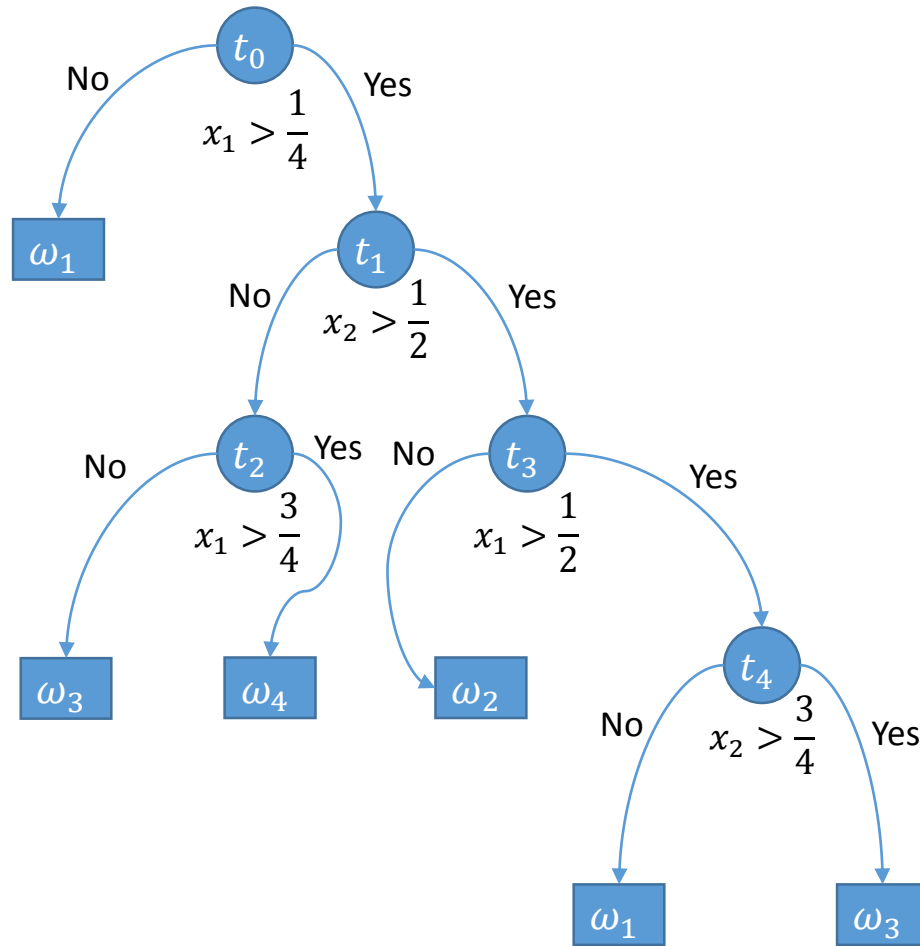 t₀
No
Yes
x₁ > 1/4
ω₁
t₁
No
Yes
x₂ > 1/2
t₂
No
Yes
x₁ > 3/4
t₃
No
Yes
x₁ > 1/2
ω₃
ω₄
ω₂
t₄
No
Yes
x₂ > 3/4
ω₁
ω₃